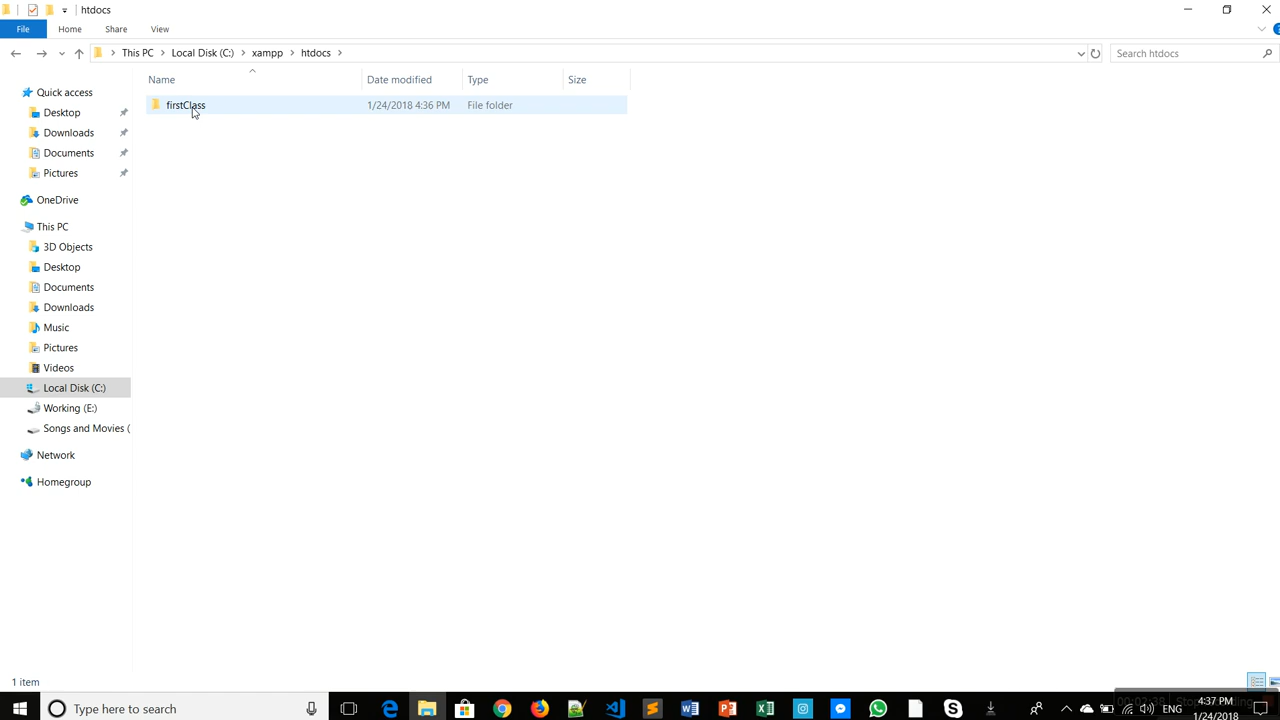 htdocs
File Home Share View
This PC Local Disk (C:) xampp htdocs Search htdocs
Name Date modified Type Size
firstClass 1/24/2018 4:36 PM File folder
Quick access
Desktop
Downloads
Documents
Pictures
OneDrive
This PC
3D Objects
Desktop
Documents
Downloads
Music
Pictures
Videos
Local Disk (C:)
Working (E:)
Songs and Movies (
Network
Homegroup
1 item
Type here to search
ENG
4:37 PM
1/24/2018